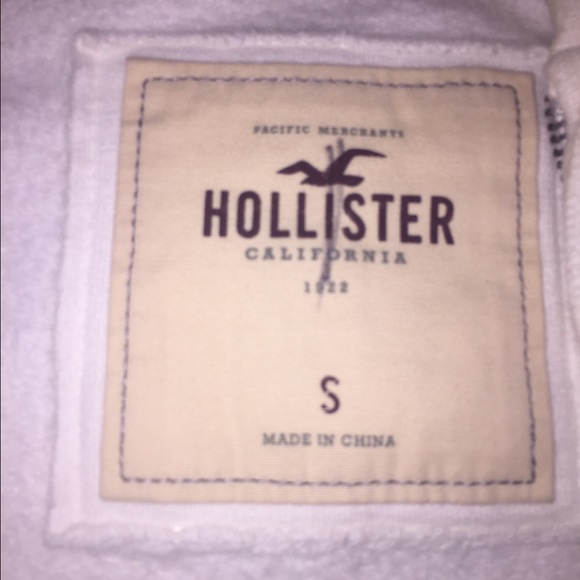 PACIFIC MERCHANTS
HOLLISTER
CALIFORNIA
1922
S
MADE IN CHINA